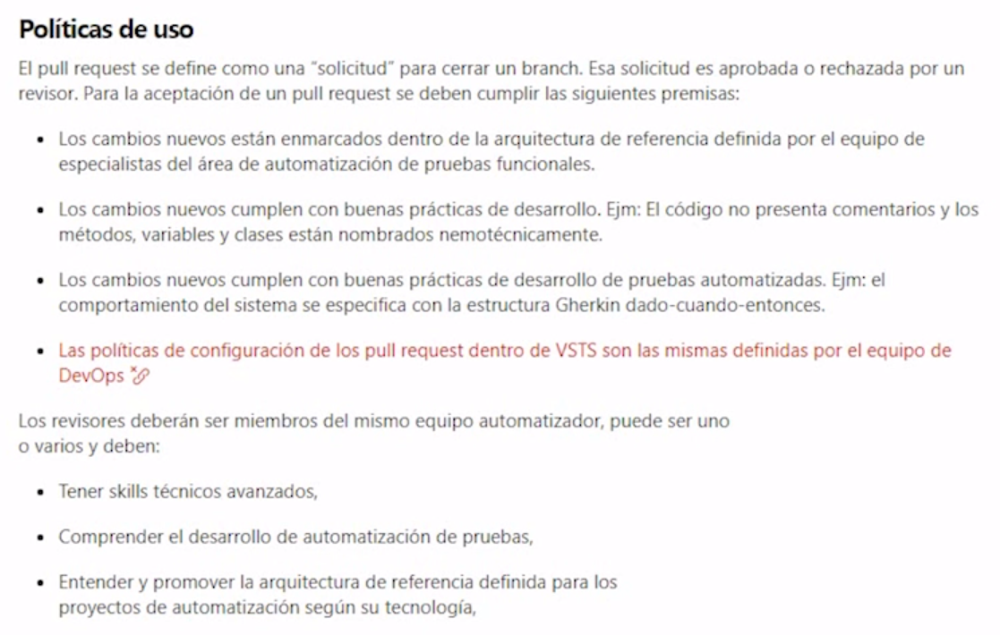 Políticas de uso
El pull request se define como una "solicitud" para cerrar un branch. Esa solicitud es aprobada o rechazada por un
revisor. Para la aceptación de un pull request se deben cumplir las siguientes premisas:
• Los cambios nuevos están enmarcados dentro de la arquitectura de referencia definida por el equipo de
especialistas del área de automatización de pruebas funcionales.
• Los cambios nuevos cumplen con buenas prácticas de desarrollo. Ejm: El código no presenta comentarios y los
métodos, variables y clases están nombrados nemotécnicamente.
• Los cambios nuevos cumplen con buenas prácticas de desarrollo de pruebas automatizadas. Ejm: el
comportamiento del sistema se especifica con la estructura Gherkin dado-cuando-entonces.
• Las políticas de configuración de los pull request dentro de VSTS son las mismas definidas por el equipo de
DevOps
Los revisores deberán ser miembros del mismo equipo automatizador, puede ser uno
o varios y deben:
• Tener skills técnicos avanzados,
• Comprender el desarrollo de automatización de pruebas,
• Entender y promover la arquitectura de referencia definida para los
proyectos de automatización según su tecnología,